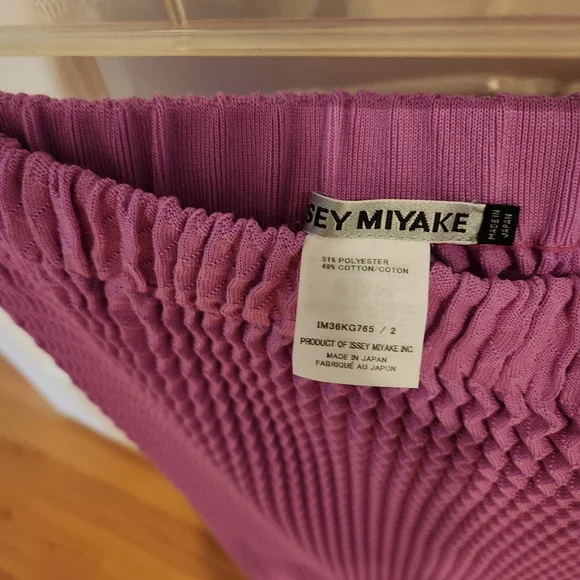 SEY MIYAKE
MADE IN
JAPAN
51% POLYESTER
49% COTTON/COTON
IM36KG765 / 2
PRODUCT OF ISSEY MIYAKE INC.
MADE IN JAPAN
FABRIQUÉ AU JAPON